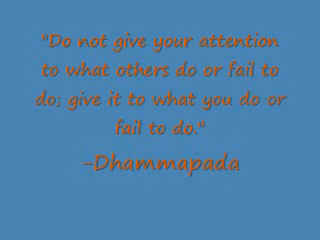 "Do not give your attention
to what others do or fail to
do; give it to what you do or
fail to do."
-Dhammapada